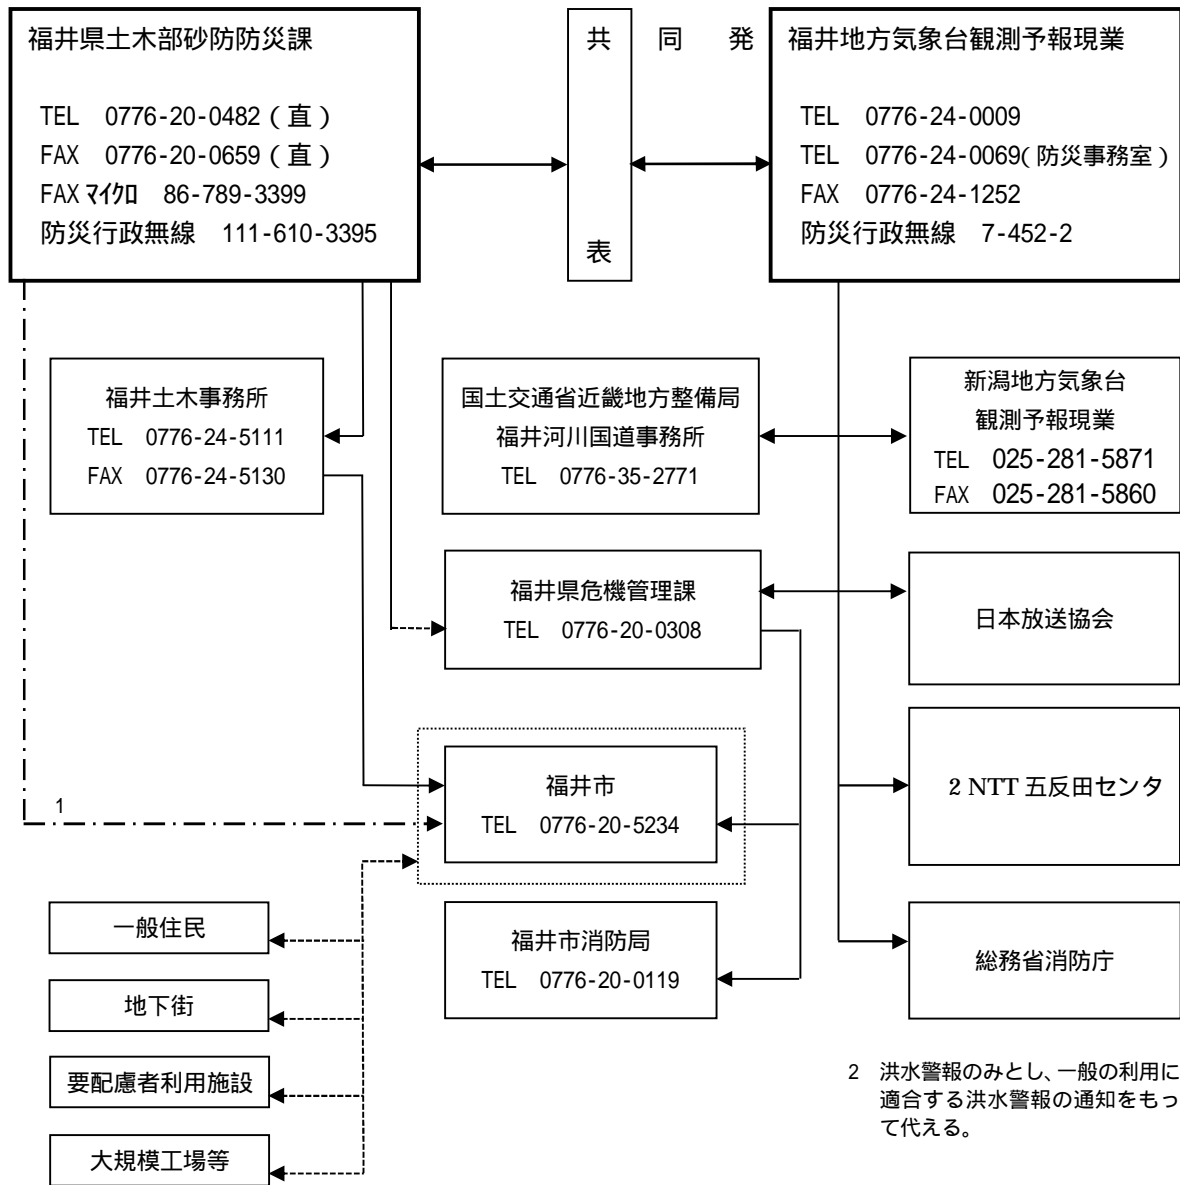 福井県土木部砂防防災課
TEL 0776-20-0482（直）
FAX 0776-20-0659（直）
FAX ﾏｲｸﾛ 86-789-3399
防災行政無線 111-610-3395
共同発表
福井地方気象台観測予報現業
TEL 0776-24-0009
TEL 0776-24-0069（防災事務室）
FAX 0776-24-1252
防災行政無線 7-452-2
福井土木事務所
TEL 0776-24-5111
FAX 0776-24-5130
国土交通省近畿地方整備局
福井河川国道事務所
TEL 0776-35-2771
新潟地方気象台
観測予報現業
TEL 025-281-5871
FAX 025-281-5860
福井県危機管理課
TEL 0776-20-0308
日本放送協会
1
福井市
TEL 0776-20-5234
2 NTT 五反田センタ
福井市消防局
TEL 0776-20-0119
総務省消防庁
一般住民
地下街
要配慮者利用施設
大規模工場等
2 洪水警報のみとし、一般の利用に
適合する洪水警報の通知をもっ
て代える。